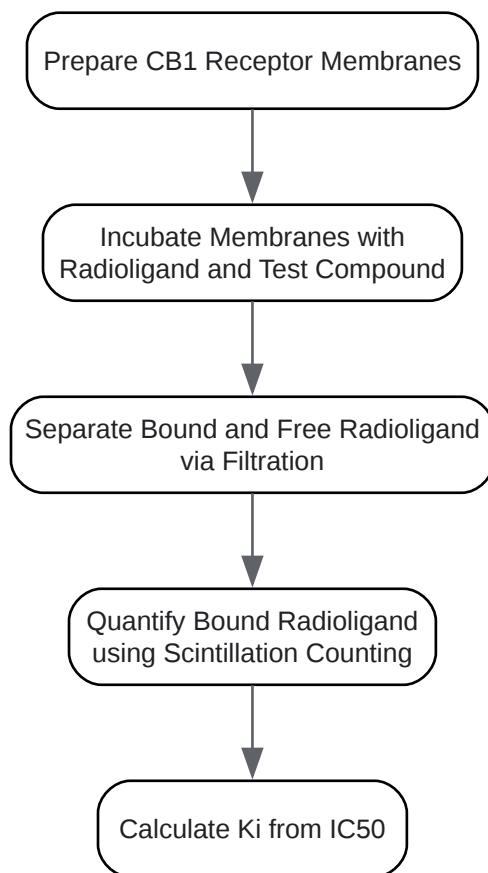 Prepare CB1 Receptor Membranes
Incubate Membranes with
Radioligand and Test Compound
Separate Bound and Free Radioligand
via Filtration
Quantify Bound Radioligand
using Scintillation Counting
Calculate Ki from IC50